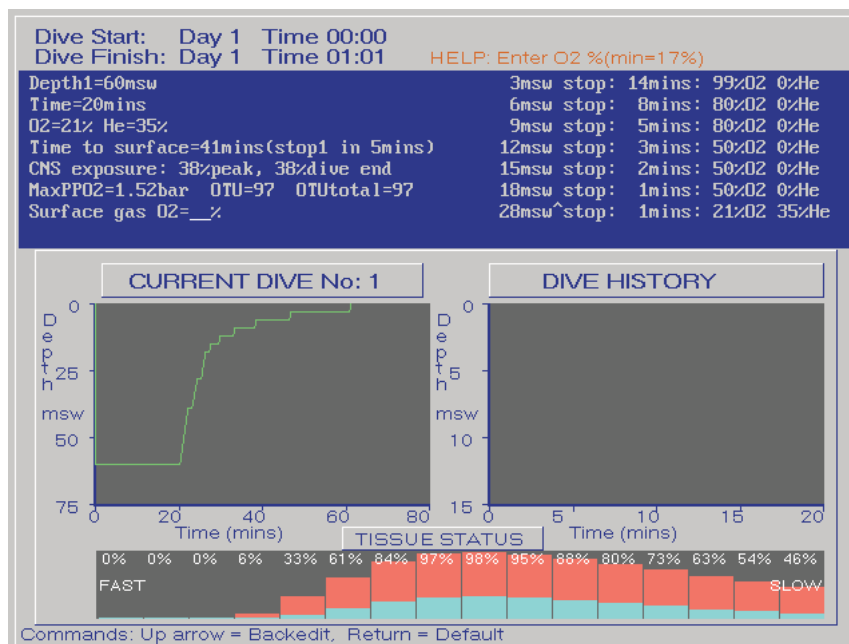 Dive Start: Day 1 Time 00:00
Dive Finish: Day 1 Time 01:01
HELP: Enter O2 %(min=17%)
Depth1=60msw
Time=20mins
O2=21% He=35%
Time to surface=41mins(stop1 in 5mins)
CNS exposure: 38%peak, 38%dive end
MaxPPO2=1.52bar OTU=97 OTUtotal=97
Surface gas O2=__%
3msw stop: 14mins: 99%O2 0%He
6msw stop: 8mins: 80%O2 0%He
9msw stop: 5mins: 80%O2 0%He
12msw stop: 3mins: 50%O2 0%He
15msw stop: 2mins: 50%O2 0%He
18msw stop: 1mins: 50%O2 0%He
28msw^stop: 1mins: 21%O2 35%He
CURRENT DIVE No: 1
Depth msw
0
25
50
75
0 20 40 60 80
Time (mins)
DIVE HISTORY
Depth msw
0
5
10
15
0 5 10 15 20
Time (mins)
TISSUE STATUS
0% 0% 0% 6% 33% 61% 84% 97% 98% 95% 88% 80% 73% 63% 54% 46%
FAST SLOW
Commands: Up arrow = Backedit, Return = Default